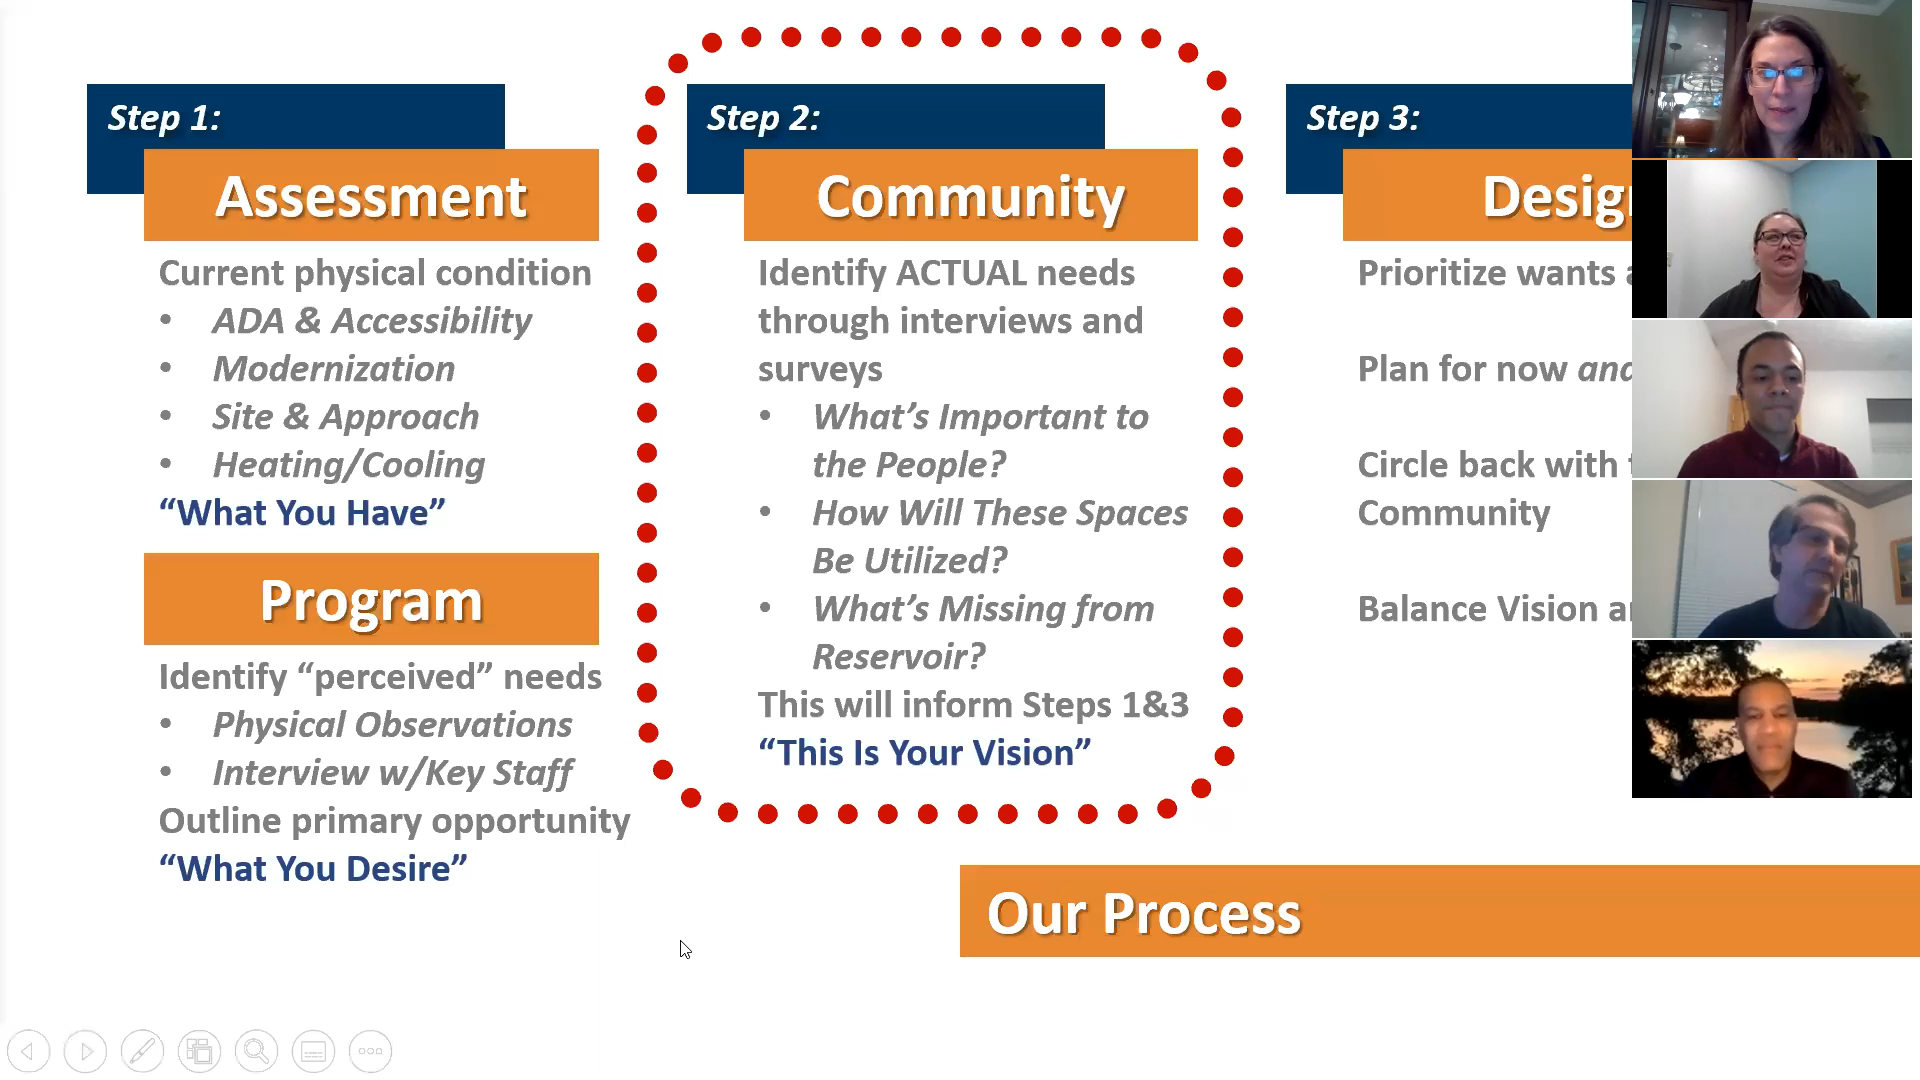 Step 1:
Assessment
Current physical condition
• ADA & Accessibility
• Modernization
• Site & Approach
• Heating/Cooling
“What You Have”
Program
Identify “perceived” needs
• Physical Observations
• Interview w/Key Staff
Outline primary opportunity
“What You Desire”
Step 2:
Community
Identify ACTUAL needs
through interviews and
surveys
• What’s Important to
the People?
• How Will These Spaces
Be Utilized?
• What’s Missing from
Reservoir?
This will inform Steps 1&3
“This Is Your Vision”
Step 3:
Prioritize wants
Plan for now and
Circle back with
Community
Balance Vision
Our Process